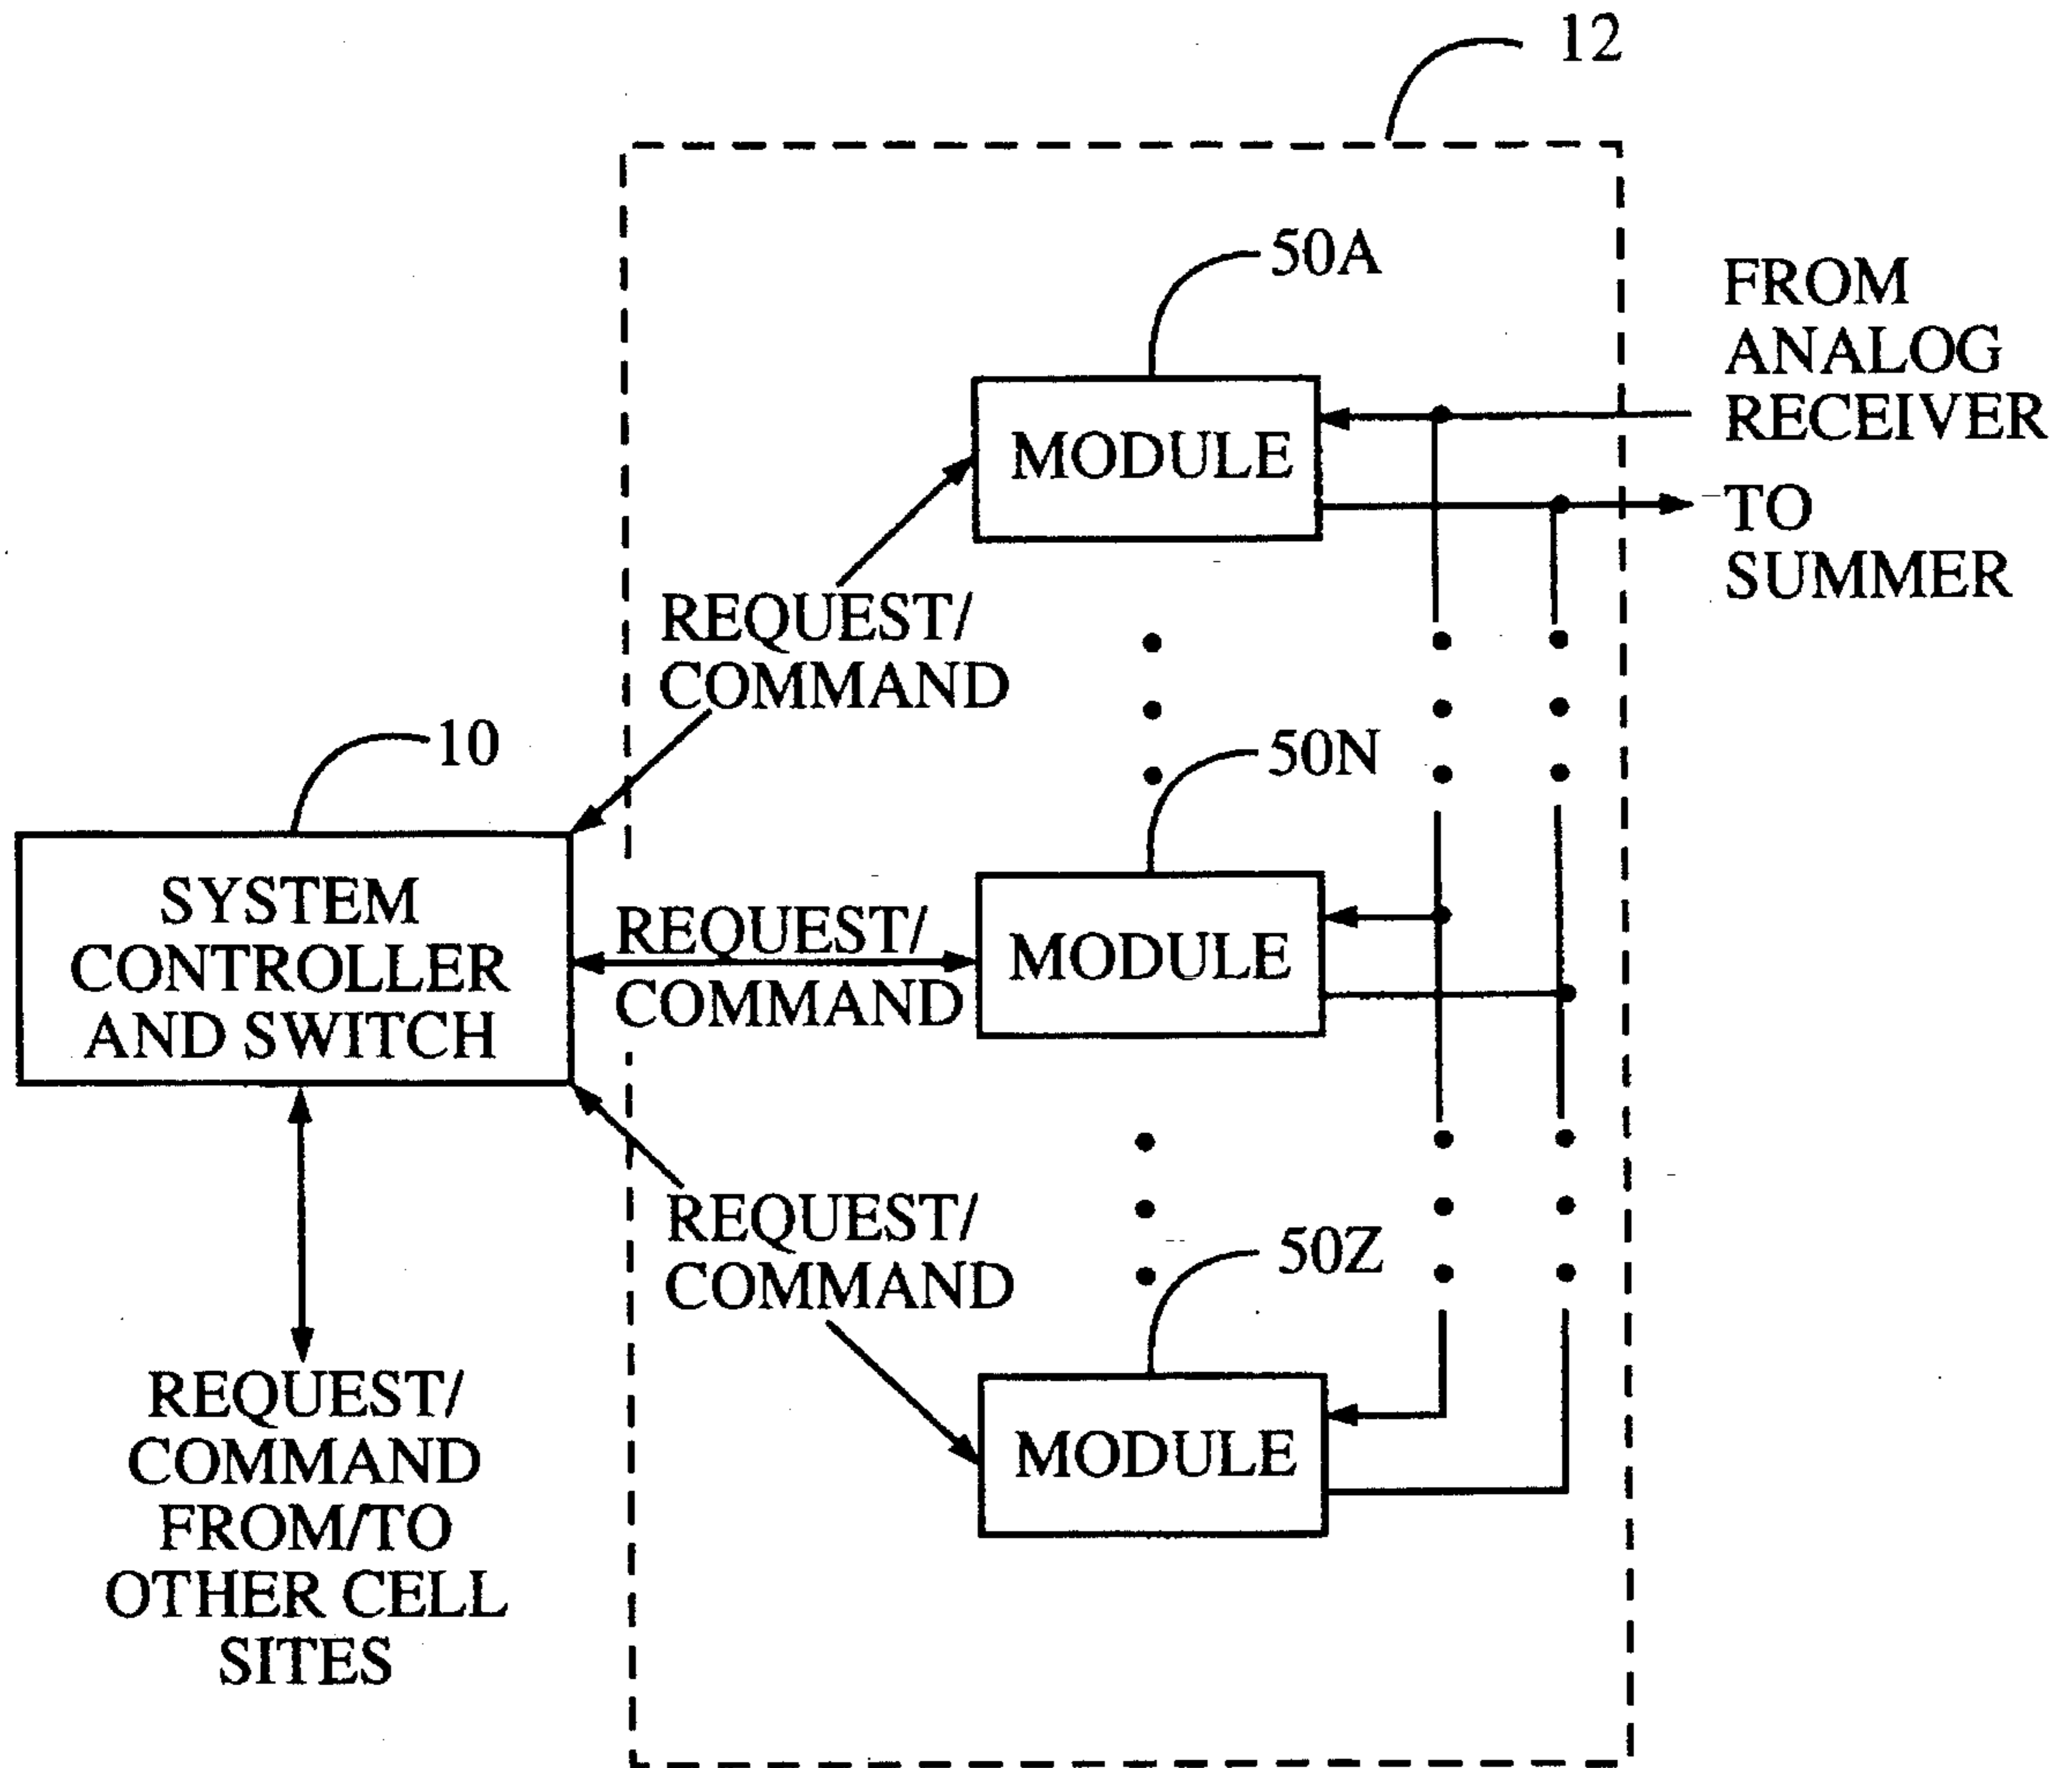 12
50A
FROM
ANALOG
RECEIVER
MODULE
TO
SUMMER
REQUEST/
COMMAND
10
50N
SYSTEM
CONTROLLER
AND SWITCH
REQUEST/
COMMAND
MODULE
REQUEST/
COMMAND
50Z
MODULE
REQUEST/
COMMAND
FROM/TO
OTHER CELL
SITES